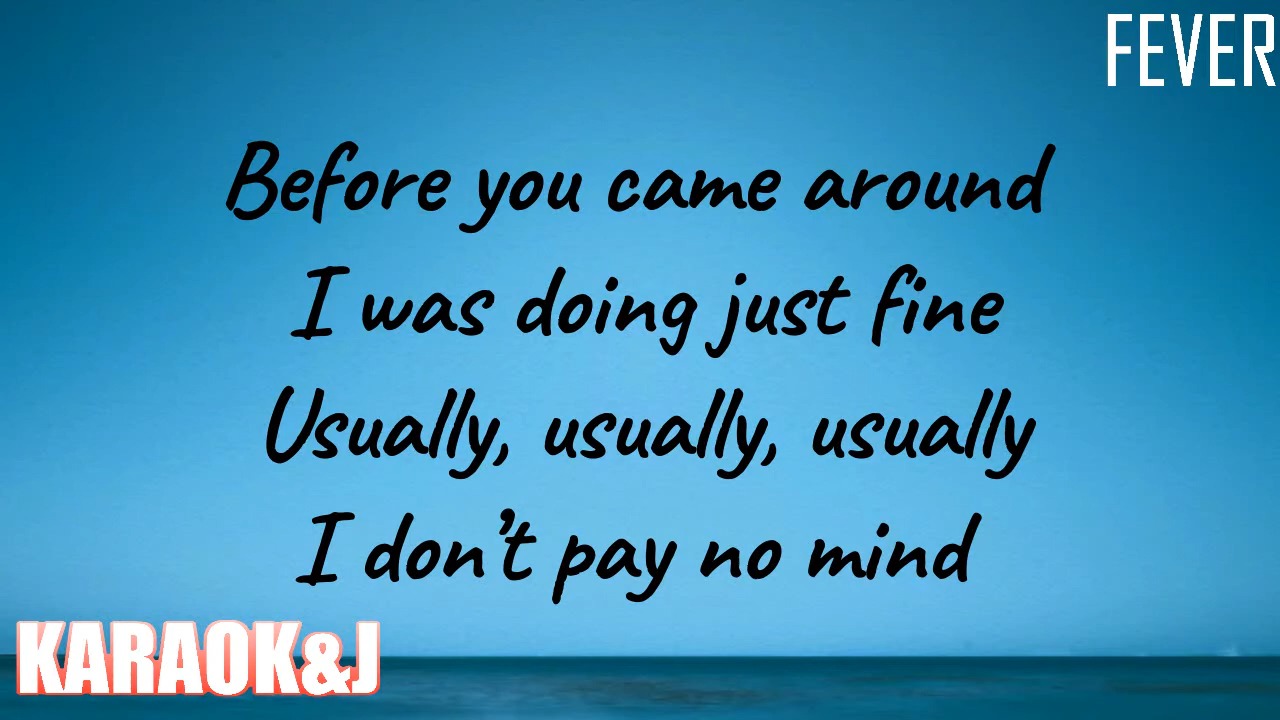 FEVER
Before you came around
I was doing just fine
Usually, usually, usually
I don’t pay no mind
KARAOK&J